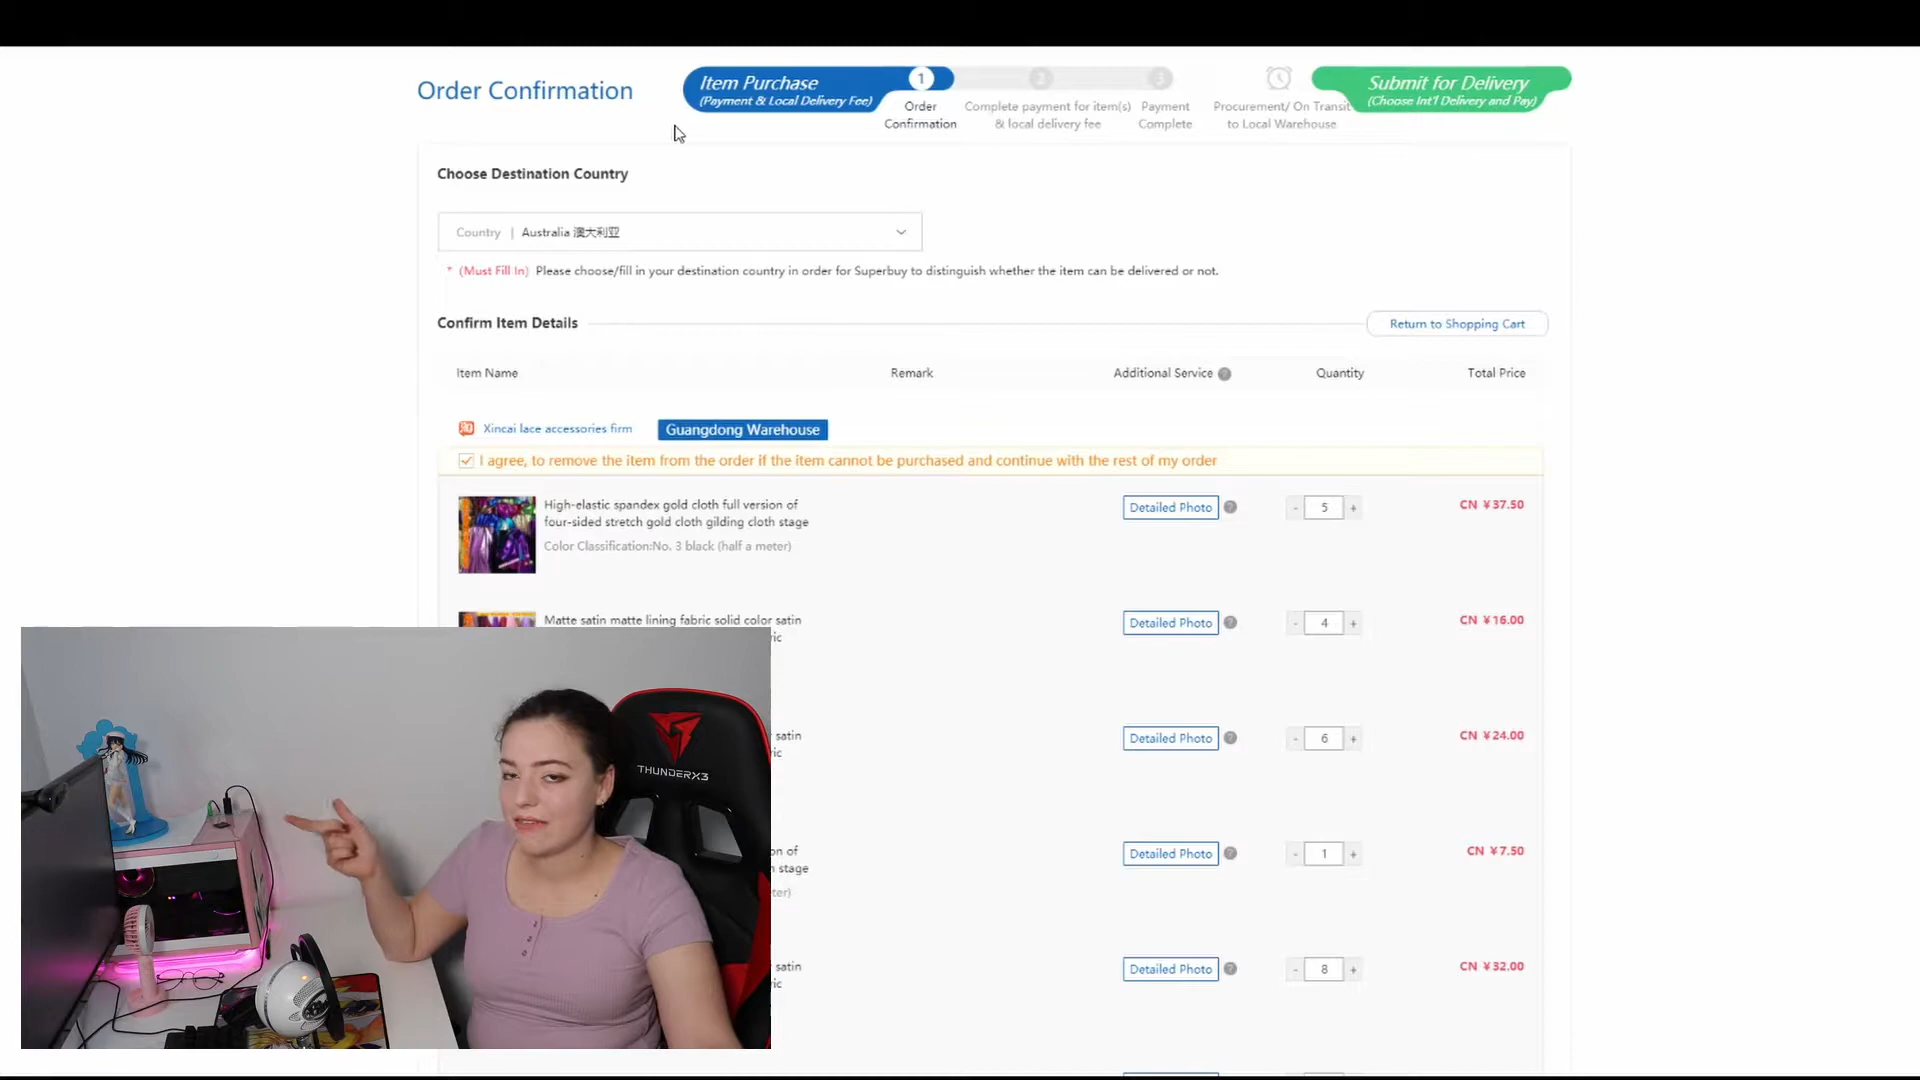 Order Confirmation
Item Purchase
(Payment & Local Delivery Fee)
1
Order
Confirmation
2
Complete payment for item(s)
& local delivery fee
3
Payment
Complete
Procurement/ On Transit
to Local Warehouse
Submit for Delivery
(Choose Int'l Delivery and Pay)
Choose Destination Country
Country | Australia 澳大利亚
* (Must Fill In) Please choose/fill in your destination country in order for Superbuy to distinguish whether the item can be delivered or not.
Confirm Item Details
Return to Shopping Cart
Item Name Remark Additional Service ? Quantity Total Price
Xincai lace accessories firm Guangdong Warehouse
I agree, to remove the item from the order if the item cannot be purchased and continue with the rest of my order
High-elastic spandex gold cloth full version of
four-sided stretch gold cloth gilding cloth stage
Color Classification:No. 3 black (half a meter)
Detailed Photo ? - 5 + CN ¥37.50
Matte satin matte lining fabric solid color satin
ric
Detailed Photo ? - 4 + CN ¥16.00
satin
ric
Detailed Photo ? - 6 + CN ¥24.00
on of
n stage
ter)
Detailed Photo ? - 1 + CN ¥7.50
satin
ric
Detailed Photo ? - 8 + CN ¥32.00
THUNDERX3